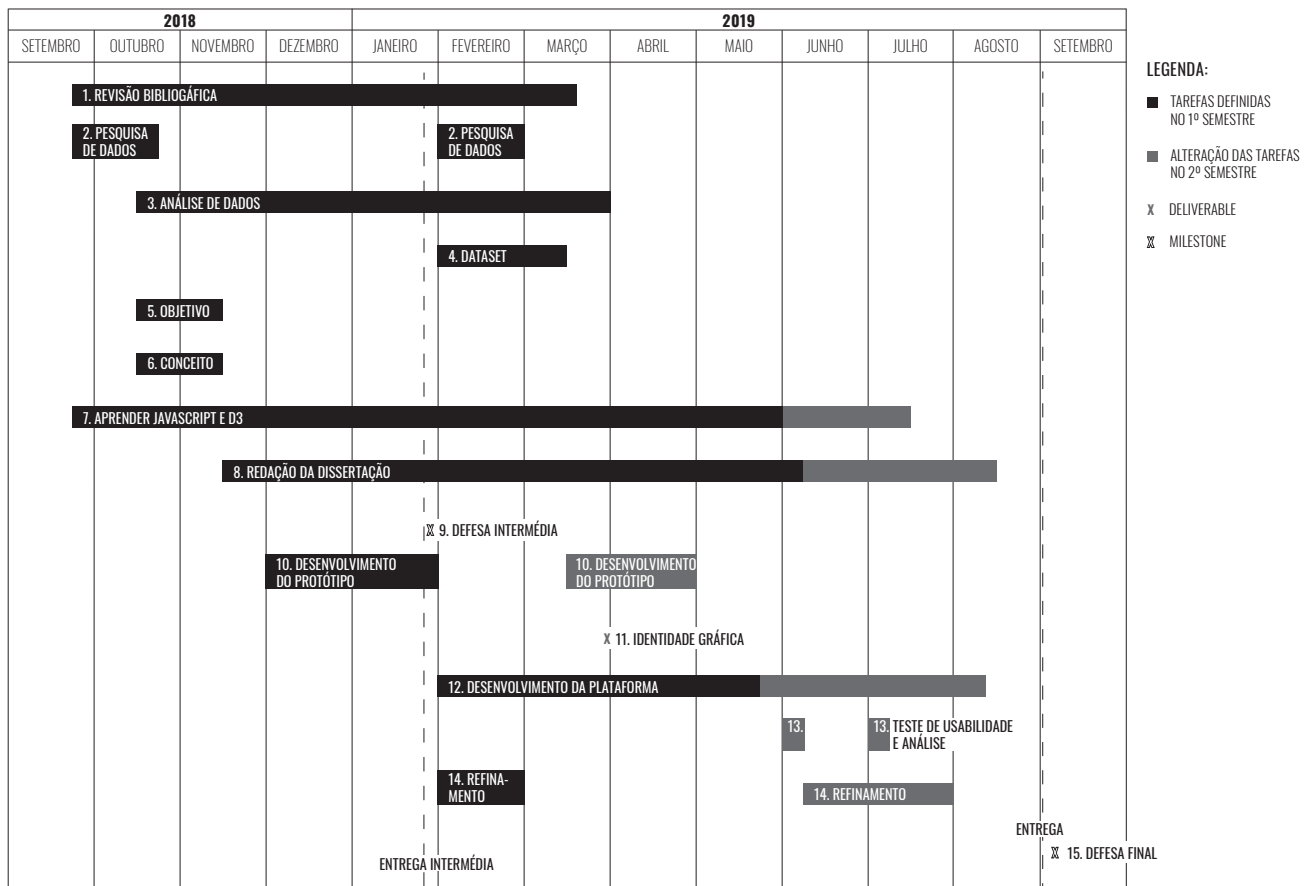 2018
2019
SETEMBRO
OUTUBRO
NOVEMBRO
DEZEMBRO
JANEIRO
FEVEREIRO
MARÇO
ABRIL
MAIO
JUNHO
JULHO
AGOSTO
SETEMBRO
1. REVISÃO BIBLIOGÁFICA
2. PESQUISA
DE DADOS
2. PESQUISA
DE DADOS
3. ANÁLISE DE DADOS
4. DATASET
5. OBJETIVO
6. CONCEITO
7. APRENDER JAVASCRIPT E D3
8. REDAÇÃO DA DISSERTAÇÃO
X 9. DEFESA INTERMÉDIA
10. DESENVOLVIMENTO
DO PROTÓTIPO
10. DESENVOLVIMENTO
DO PROTÓTIPO
X 11. IDENTIDADE GRÁFICA
12. DESENVOLVIMENTO DA PLATAFORMA
13.
13. TESTE DE USABILIDADE
E ANÁLISE
14. REFINA-
MENTO
14. REFINAMENTO
ENTREGA
X 15. DEFESA FINAL
ENTREGA INTERMÉDIA
LEGENDA:
TAREFAS DEFINIDAS
NO 1º SEMESTRE
ALTERAÇÃO DAS TAREFAS
NO 2º SEMESTRE
X DELIVERABLE
X MILESTONE